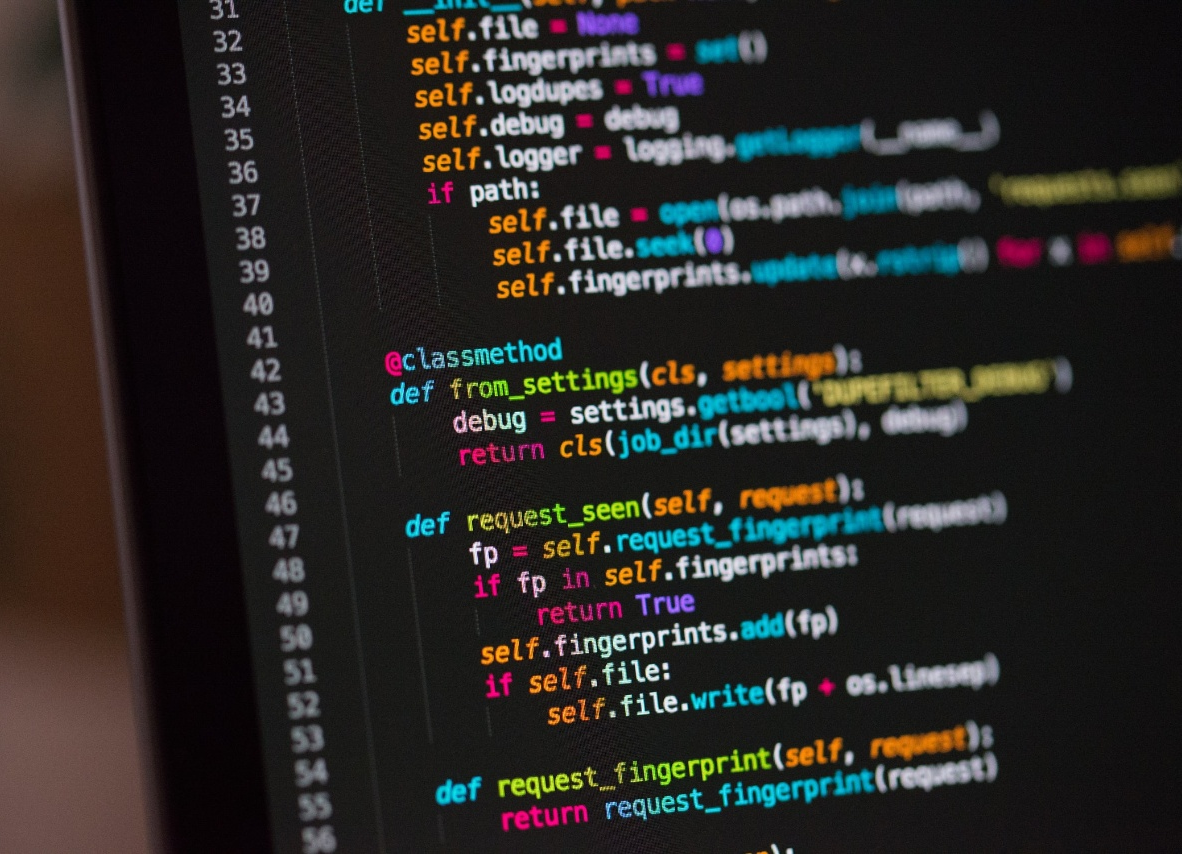 31 def __init__(self,
32 self.file = None
33 self.fingerprints = set()
34 self.logdupes = True
35 self.debug = debug
36 self.logger = logging.getLogger(__name__)
37 if path:
38 self.file = open(os.path.join(path, 'requests.seen'
39 self.file.seek(0)
40 self.fingerprints.update(x.rstrip() for x in self.
41
42 @classmethod
43 def from_settings(cls, settings):
44 debug = settings.getbool('DUPEFILTER_DEBUG')
45 return cls(job_dir(settings), debug)
46
47 def request_seen(self, request):
48 fp = self.request_fingerprint(request)
49 if fp in self.fingerprints:
50 return True
51 self.fingerprints.add(fp)
52 if self.file:
53 self.file.write(fp + os.linesep)
54
55 def request_fingerprint(self, request):
56 return request_fingerprint(request)